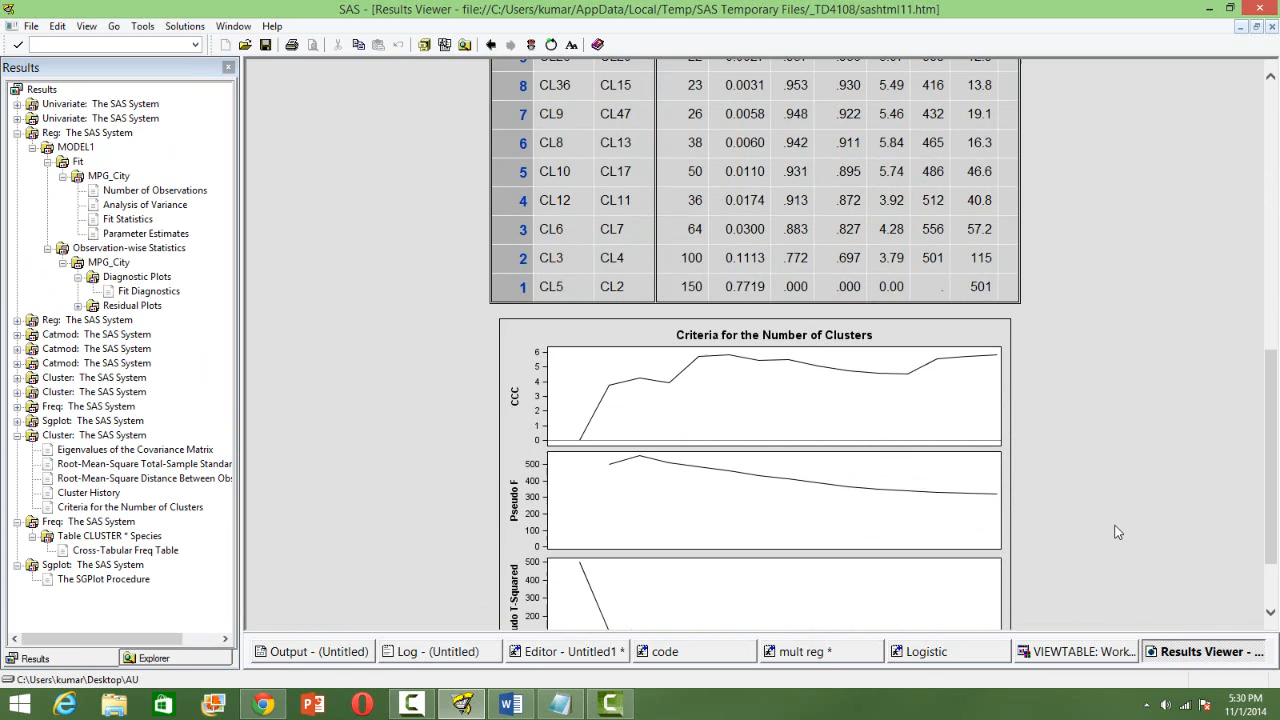 SAS - [Results Viewer - file://C:/Users/kumar/AppData/Local/Temp/SAS Temporary Files/_TD4108/sashtml11.htm]
File Edit View Go Tools Solutions Window Help
Results
Results
Univariate: The SAS System
Univariate: The SAS System
Reg: The SAS System
MODEL1
Fit
MPG_City
Number of Observations
Analysis of Variance
Fit Statistics
Parameter Estimates
Observation-wise Statistics
MPG_City
Diagnostic Plots
Fit Diagnostics
Residual Plots
Reg: The SAS System
Catmod: The SAS System
Catmod: The SAS System
Catmod: The SAS System
Cluster: The SAS System
Cluster: The SAS System
Freq: The SAS System
Sgplot: The SAS System
Cluster: The SAS System
Eigenvalues of the Covariance Matrix
Root-Mean-Square Total-Sample Standar
Root-Mean-Square Distance Between Obs
Cluster History
Criteria for the Number of Clusters
Freq: The SAS System
Table CLUSTER * Species
Cross-Tabular Freq Table
Sgplot: The SAS System
The SGPlot Procedure
Results Explorer
8 CL36 CL15 23 0.0031 .953 .930 5.49 416 13.8
7 CL9 CL47 26 0.0058 .948 .922 5.46 432 19.1
6 CL8 CL13 38 0.0060 .942 .911 5.84 465 16.3
5 CL10 CL17 50 0.0110 .931 .895 5.74 486 46.6
4 CL12 CL11 36 0.0174 .913 .872 3.92 512 40.8
3 CL6 CL7 64 0.0300 .883 .827 4.28 556 57.2
2 CL3 CL4 100 0.1113 .772 .697 3.79 501 115
1 CL5 CL2 150 0.7719 .000 .000 0.00 . 501
Criteria for the Number of Clusters
CCC
6
5
4
3
2
1
0
Pseudo F
500
400
300
200
100
0
udo T-Squared
500
400
300
200
Output - (Untitled) Log - (Untitled) Editor - Untitled1 * code mult reg * Logistic VIEWTABLE: Work... Results Viewer - ...
C:\Users\kumar\Desktop\AU
5:30 PM
11/1/2014